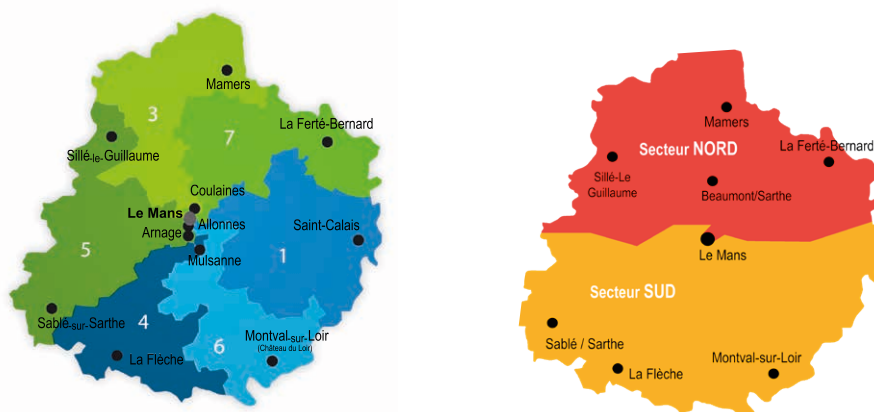 Mamers
3
La Ferté-Bernard
7
Sillé-le-Guillaume
Coulaines
Le Mans
Allonnes
Arnage
Saint-Calais
5
Mulsanne
1
Sablé-sur-Sarthe
4
Montval-sur-Loir
(Château du Loir)
6
La Flèche
Mamers
Secteur NORD
La Ferté-Bernard
Sillé-Le
Guillaume
Beaumont/Sarthe
Le Mans
Secteur SUD
Sablé / Sarthe
Montval-sur-Loir
La Flèche